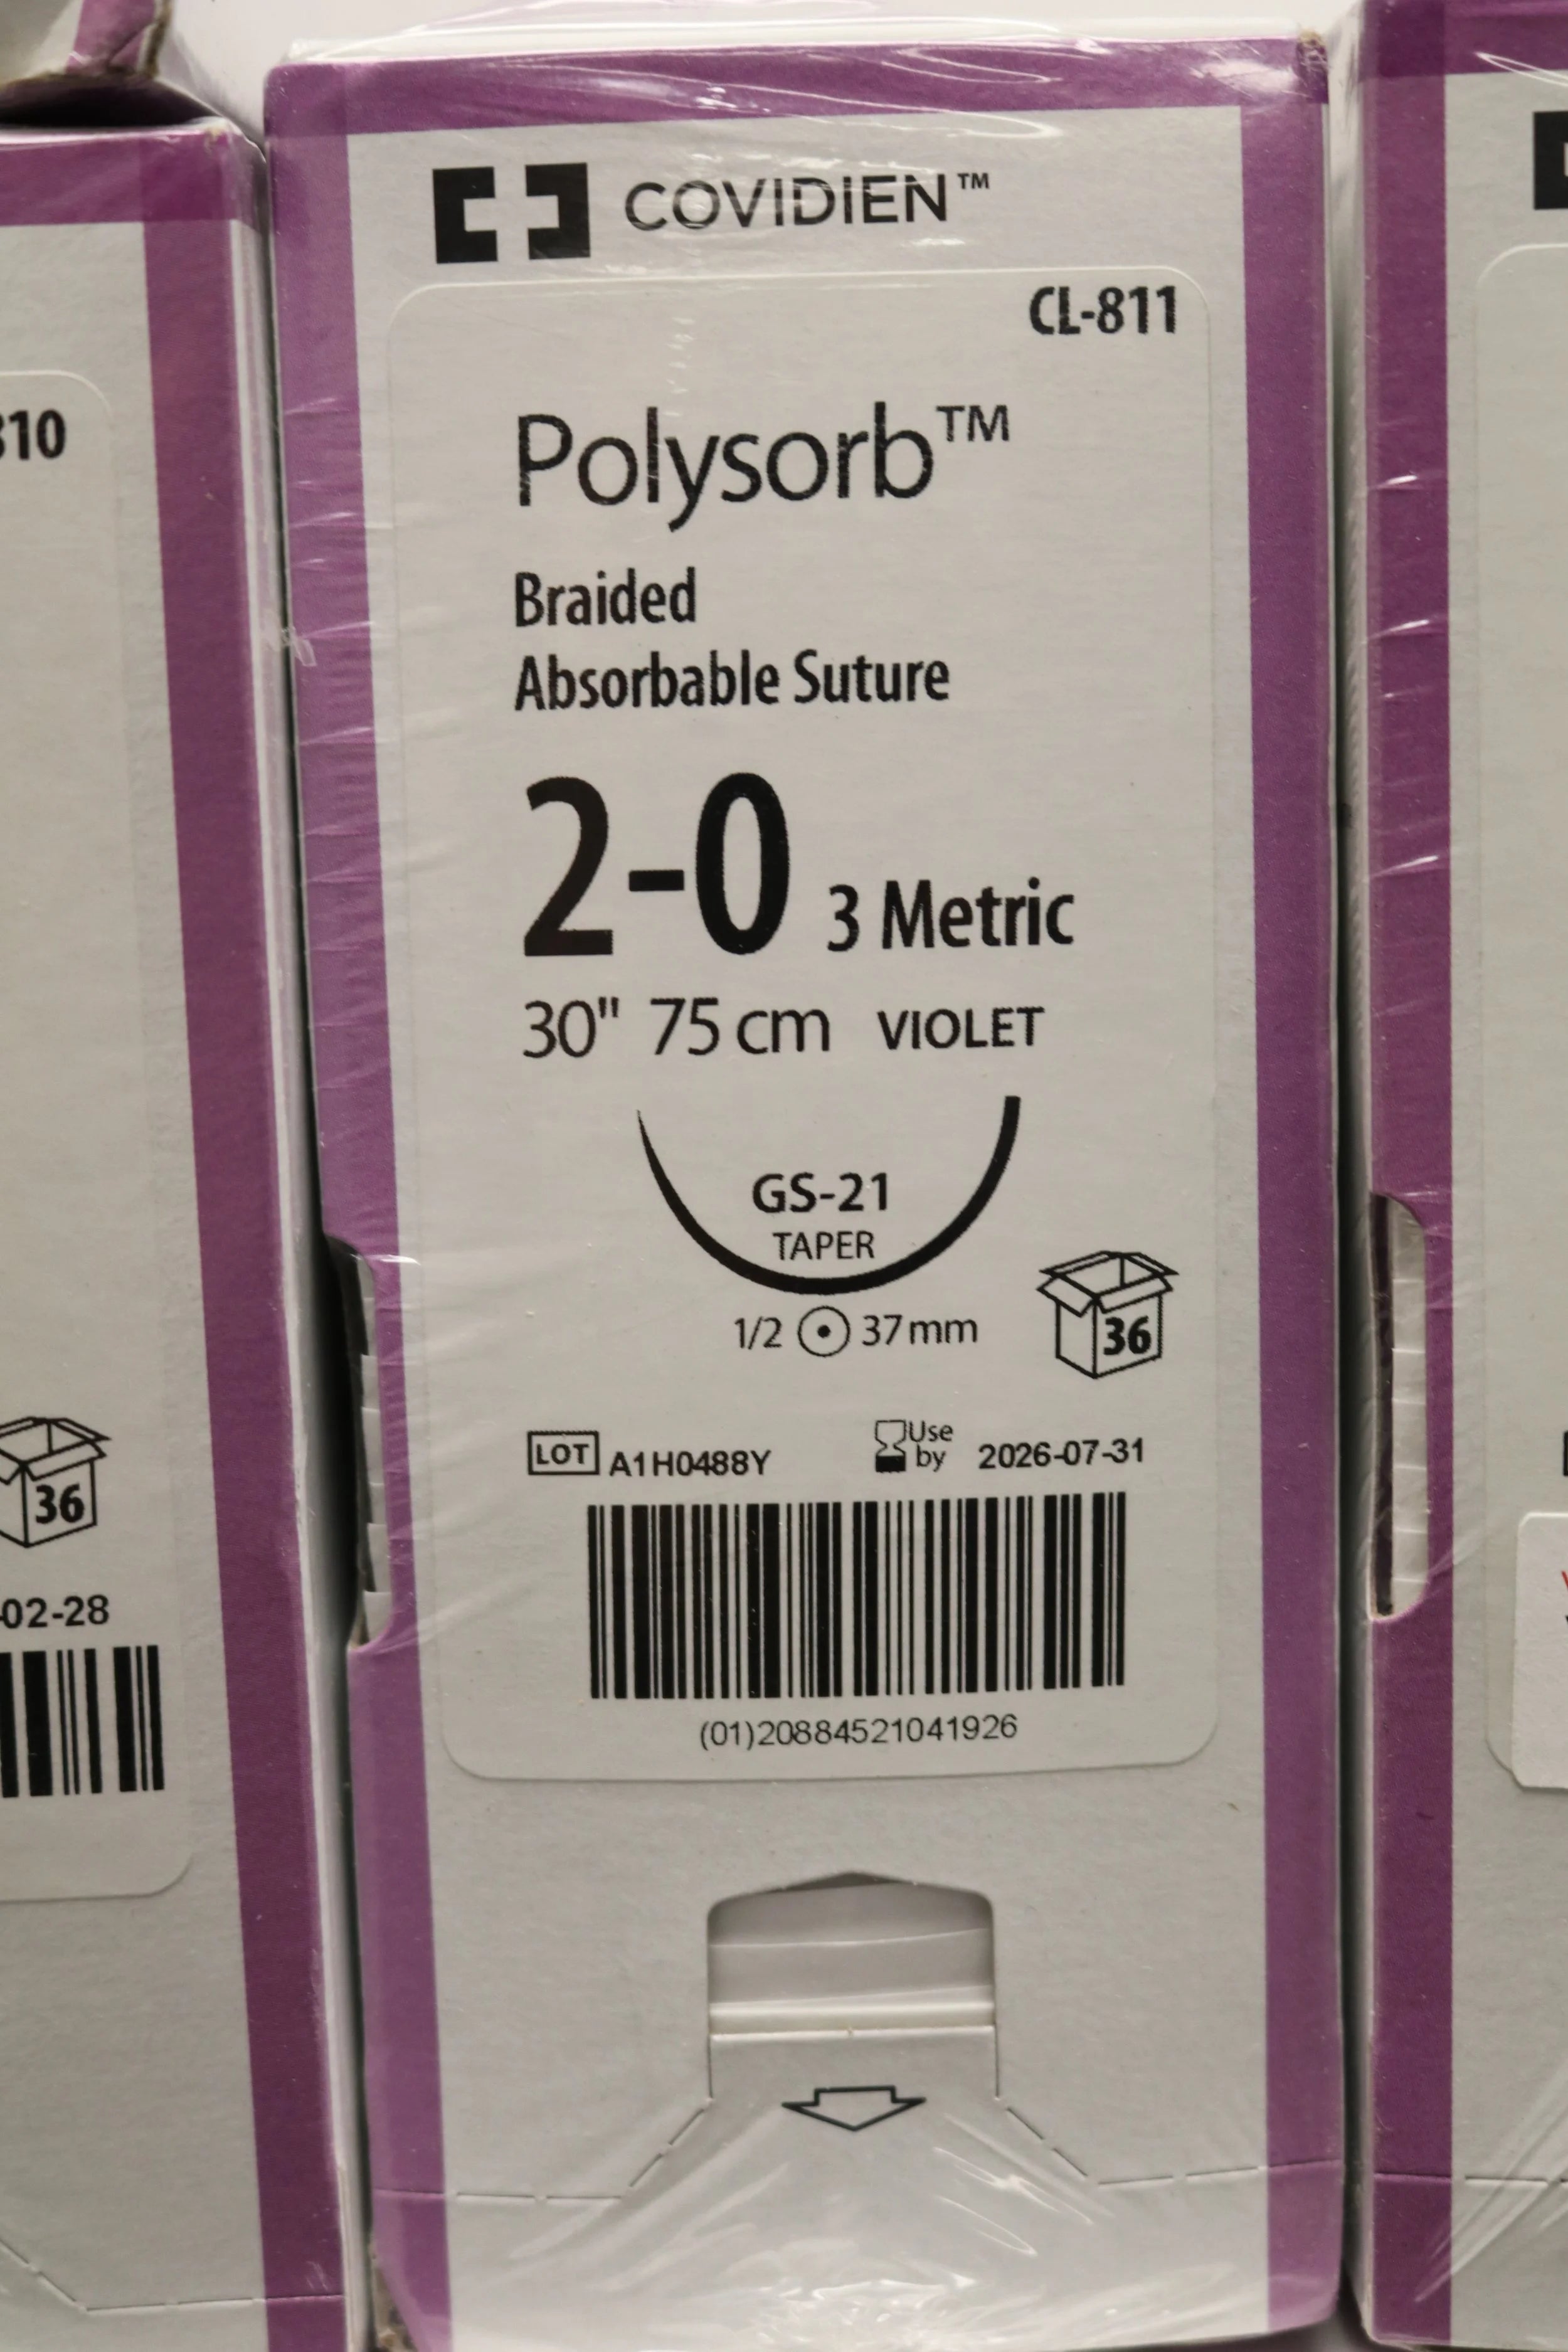 COVIDIEN™
CL-811
Polysorb™
Braided
Absorbable Suture
2-0 3 Metric
30" 75 cm VIOLET
GS-21
TAPER
1/2 37 mm
36
LOT A1H0488Y Use by 2026-07-31
(01)20884521041926
310
36
-02-28